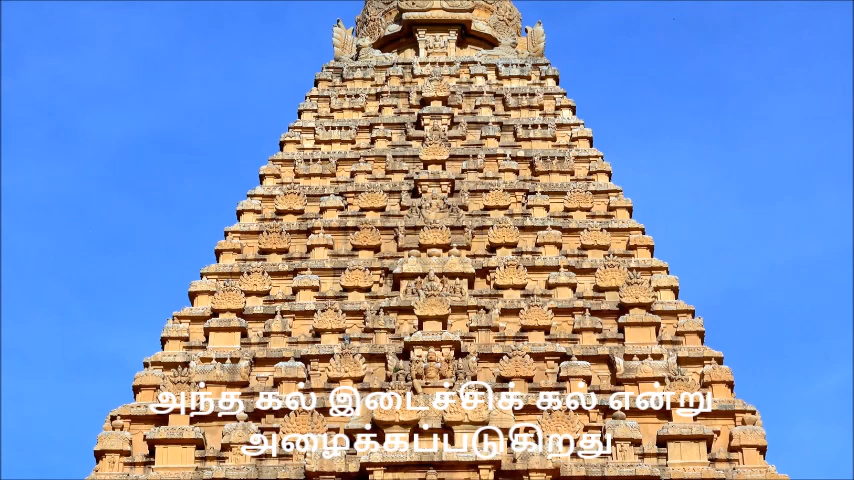 அந்த கல் இடைச்சிக் கல் என்று
அழைக்கப்படுகிறது